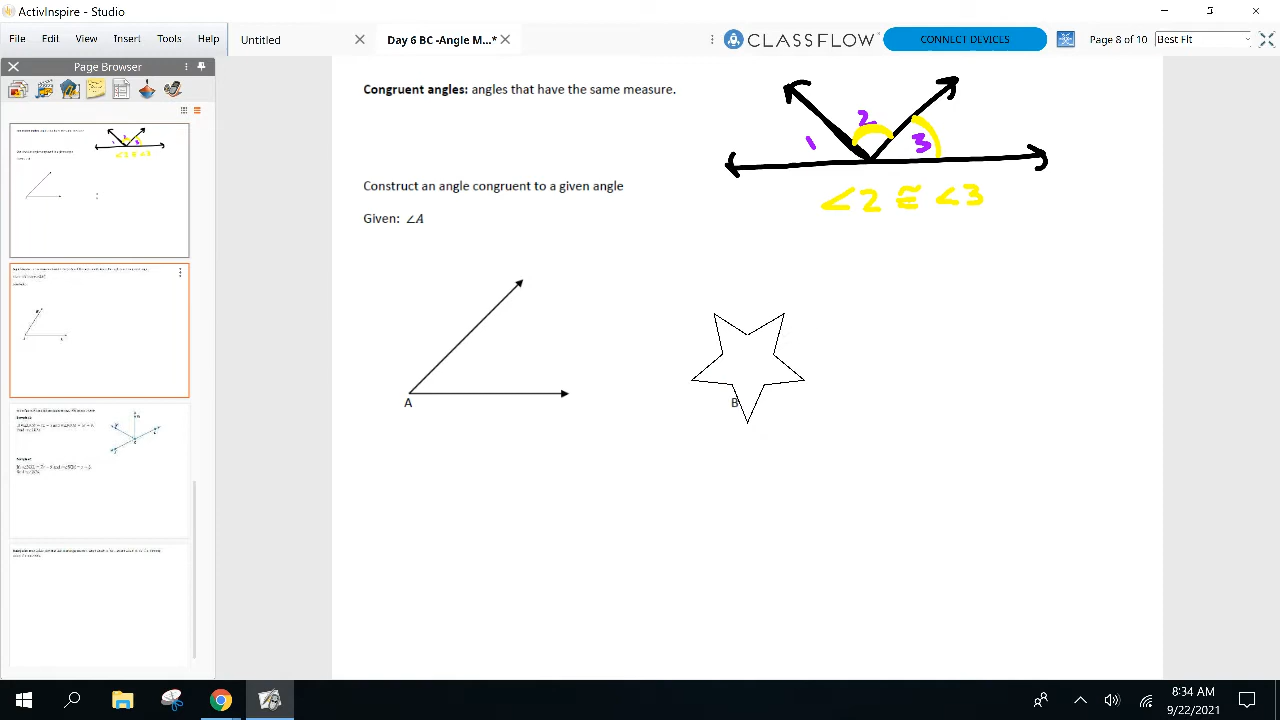 ActivInspire - Studio
File Edit View Insert Tools Help
Untitled
Day 6 BC -Angle M...*
CLASSFLOW
CONNECT DEVICES
Page 8 of 10
Best Fit
Page Browser
Congruent angles: angles that have the same measure.
1 2 3
∠2 ≅ ∠3
Construct an angle congruent to a given angle
Given: ∠A
A
B
8:34 AM
9/22/2021